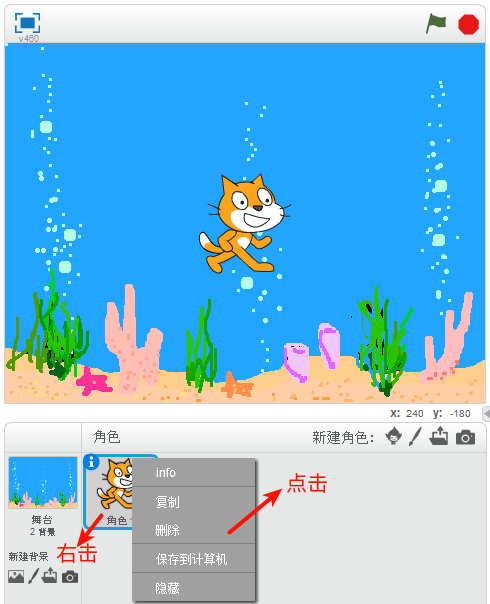 v460
x: 240 y: -180
角色 新建角色:
info
复制
删除
保存到计算机
隐藏
点击
右击
角色
舞台
2 背景
新建背景